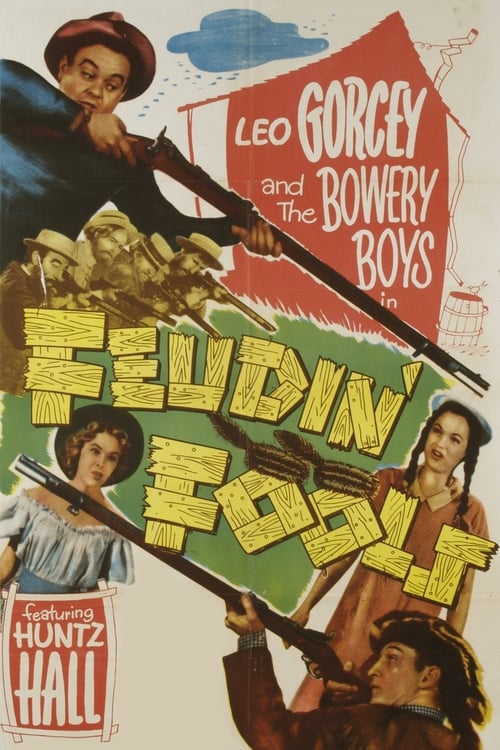 LEO GORCEY
and The BOWERY
BOYS
in
FEUDIN'
FOOLS
featuring
HUNTZ
HALL